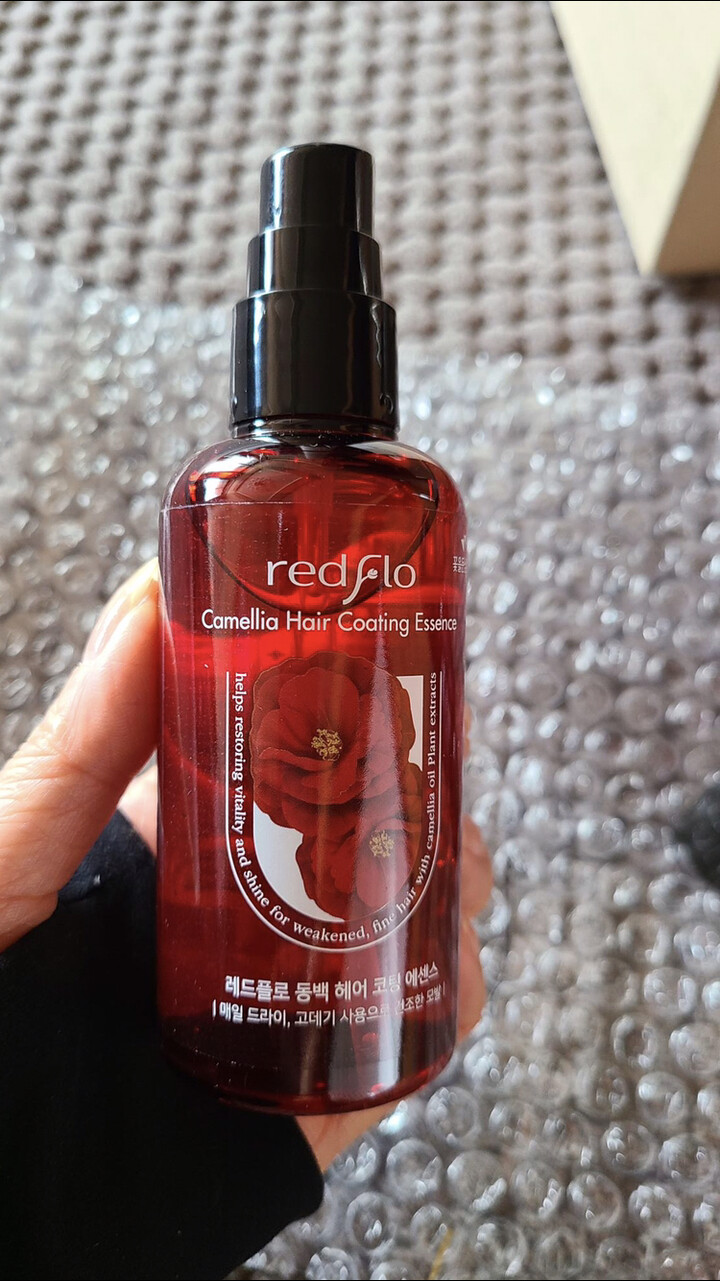 redflo
Camellia Hair Coating Essence
helps restoring vitality and shine for weakened, fine hair with camellia oil Plant extracts
레드플로 동백 헤어 코팅 에센스
| 매일 드라이, 고데기 사용으로 건조한 모발 |